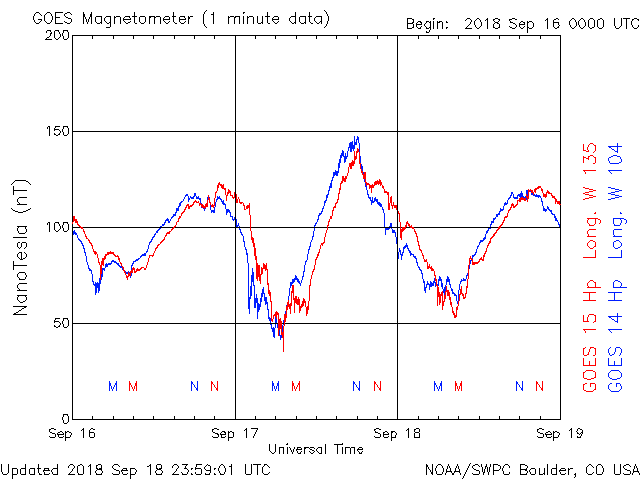 GOES Magnetometer (1 minute data)
Begin: 2018 Sep 16 0000 UTC
200
150
100
50
0
NanoTesla (nT)
M M N N M M N N M M N N
Sep 16 Sep 17 Sep 18 Sep 19
Universal Time
GOES 15 Hp Long. W 135
GOES 14 Hp Long. W 104
Updated 2018 Sep 18 23:59:01 UTC
NOAA/SWPC Boulder, CO USA